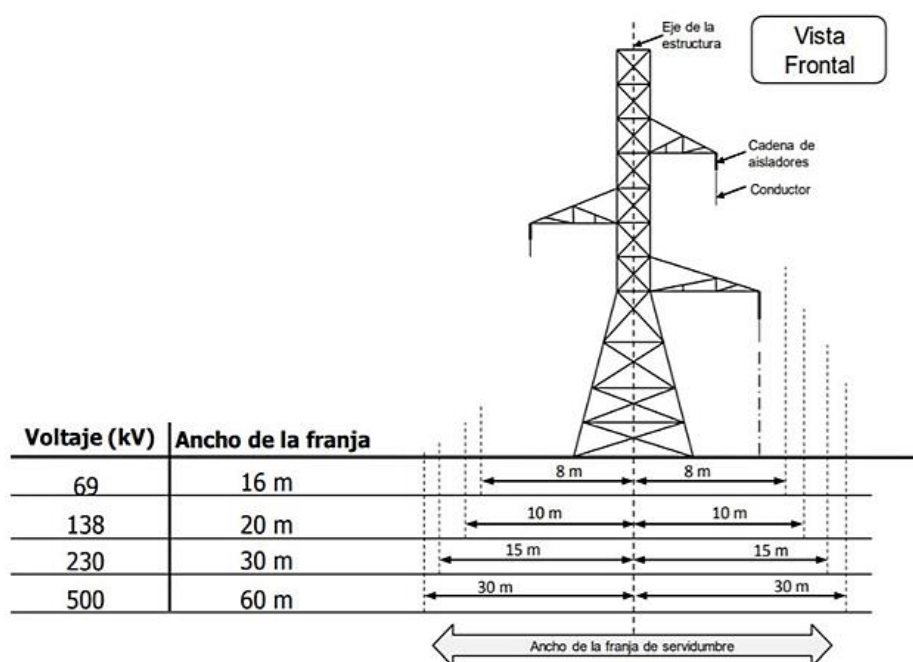 Eje de la
estructura
Vista
Frontal
Cadena de
aisladores
Conductor
Voltaje (kV) Ancho de la franja
69 16 m 8 m 8 m
138 20 m 10 m 10 m
230 30 m 15 m 15 m
500 60 m 30 m 30 m
Ancho de la franja de servidumbre